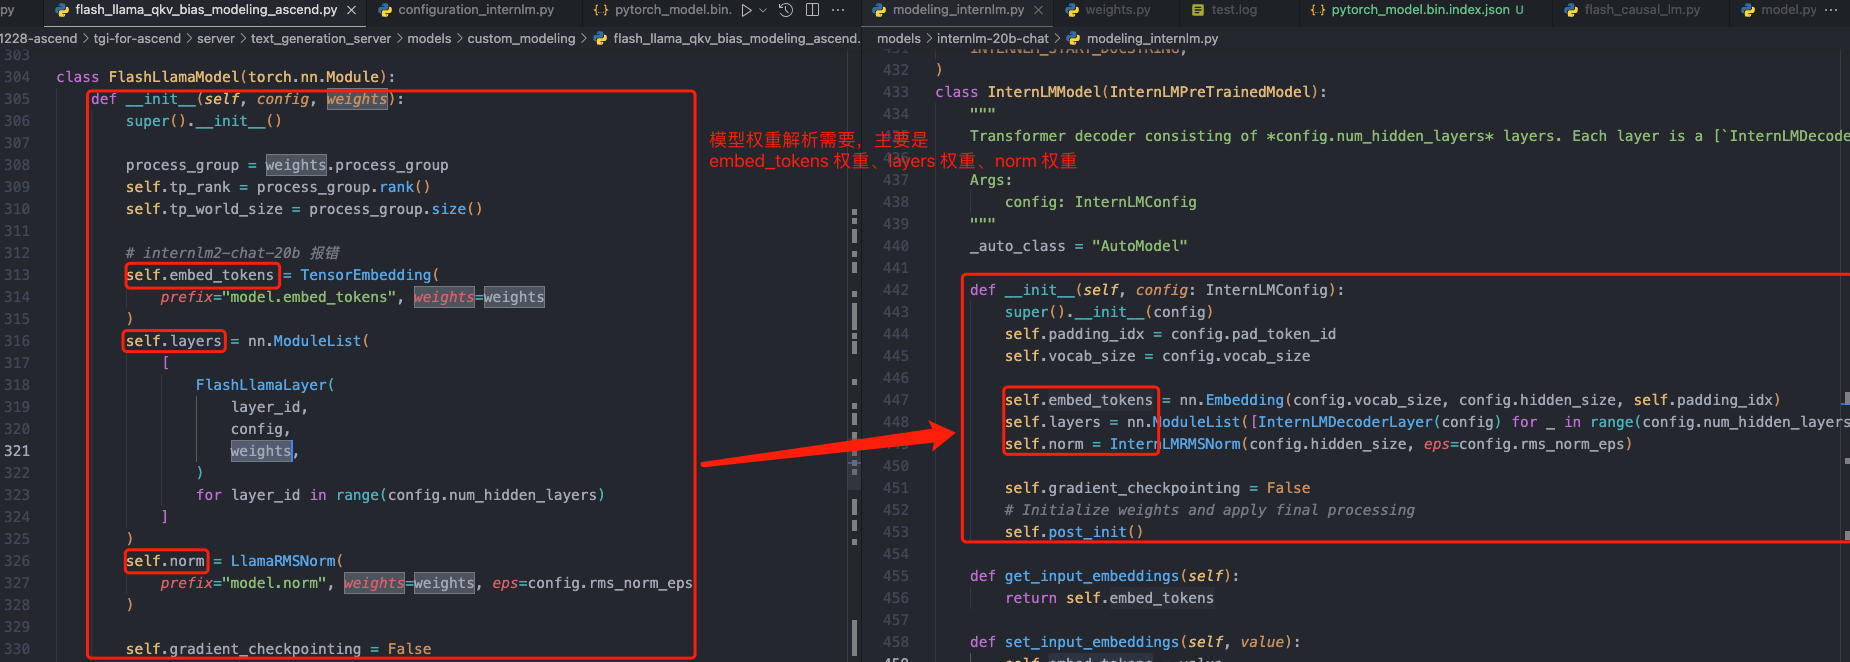 py
flash_llama_qkv_bias_modeling_ascend.py
configuration_internlm.py
pytorch_model.bin.
1228-ascend > tgi-for-ascend > server > text_generation_server > models > custom_modeling > flash_llama_qkv_bias_modeling_ascend.
303
304 class FlashLlamaModel(torch.nn.Module):
305 def __init__(self, config, weights):
306 super().__init__()
307
308 process_group = weights.process_group
309 self.tp_rank = process_group.rank()
310 self.tp_world_size = process_group.size()
311
312 # internlm2-chat-20b 报错
313 self.embed_tokens = TensorEmbedding(
314 prefix="model.embed_tokens", weights=weights
315 )
316 self.layers = nn.ModuleList(
317 [
318 FlashLlamaLayer(
319 layer_id,
320 config,
321 weights,
322 )
323 for layer_id in range(config.num_hidden_layers)
324 ]
325 )
326 self.norm = LlamaRMSNorm(
327 prefix="model.norm", weights=weights, eps=config.rms_norm_eps
328 )
329
330 self.gradient_checkpointing = False
模型权重解析需要，主要是
embed_tokens 权重、layers 权重、norm 权重
modeling_internlm.py
weights.py
test.log
pytorch_model.bin.index.json U
flash_causal_lm.py
model.py
models > internlm-20b-chat > modeling_internlm.py
INTERNLM_START_DOCSTRING,
432 )
433 class InternLMModel(InternLMPreTrainedModel):
434 """
Transformer decoder consisting of *config.num_hidden_layers* layers. Each layer is a [`InternLMDecoder
437 Args:
438 config: InternLMConfig
439 """
440 _auto_class = "AutoModel"
441
442 def __init__(self, config: InternLMConfig):
443 super().__init__(config)
444 self.padding_idx = config.pad_token_id
445 self.vocab_size = config.vocab_size
446
447 self.embed_tokens = nn.Embedding(config.vocab_size, config.hidden_size, self.padding_idx)
448 self.layers = nn.ModuleList([InternLMDecoderLayer(config) for _ in range(config.num_hidden_layers
449 self.norm = InternLMRMSNorm(config.hidden_size, eps=config.rms_norm_eps)
450
451 self.gradient_checkpointing = False
452 # Initialize weights and apply final processing
453 self.post_init()
454
455 def get_input_embeddings(self):
456 return self.embed_tokens
457
458 def set_input_embeddings(self, value):